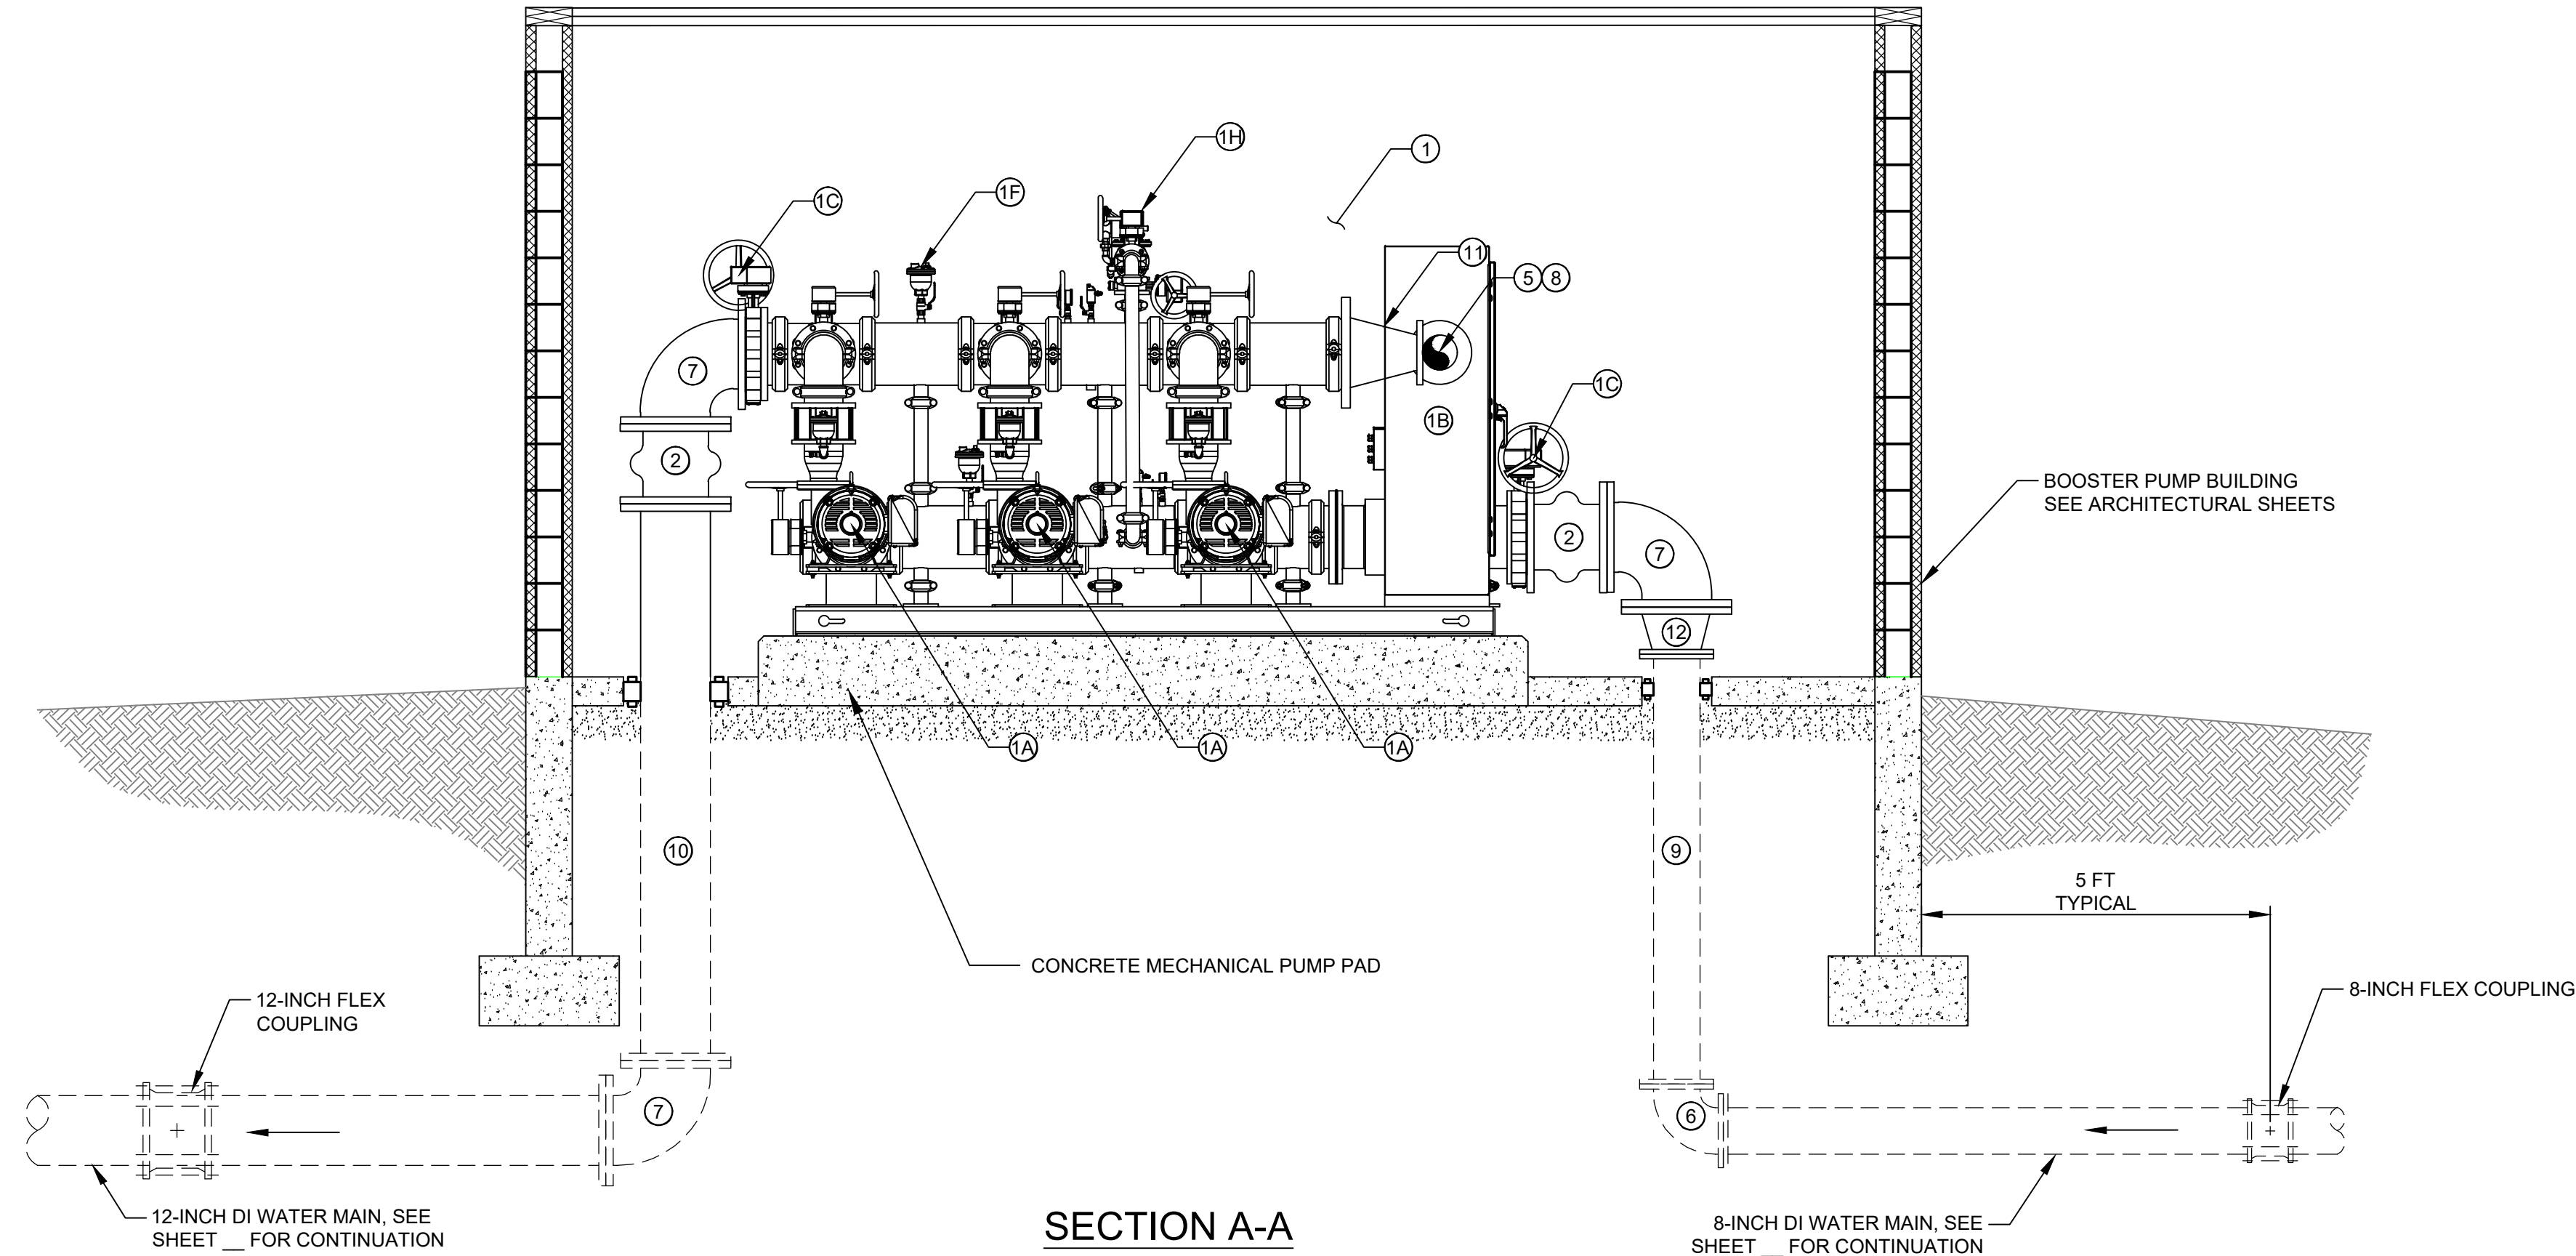 1H
1
1F
1C
11
5 8
7
1C
1B
2
BOOSTER PUMP BUILDING
SEE ARCHITECTURAL SHEETS
2
7
12
1A
1A
1A
10
9
5 FT
TYPICAL
CONCRETE MECHANICAL PUMP PAD
12-INCH FLEX
COUPLING
8-INCH FLEX COUPLING
7
6
12-INCH DI WATER MAIN, SEE
SHEET __ FOR CONTINUATION
SECTION A-A
8-INCH DI WATER MAIN, SEE
SHEET __ FOR CONTINUATION